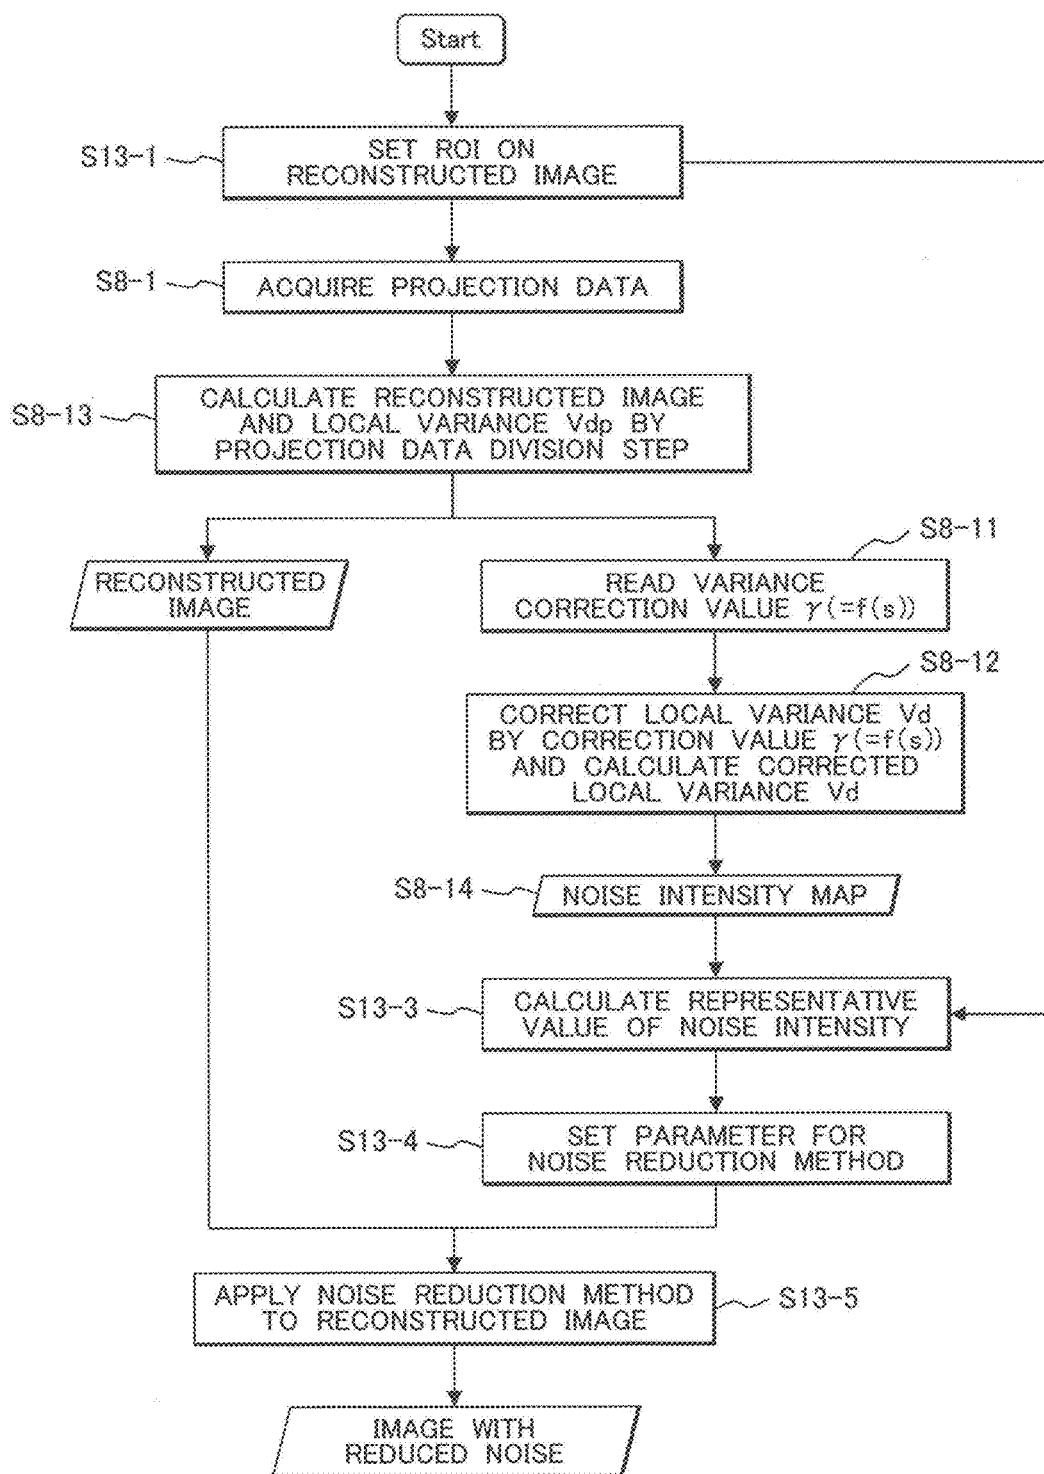 Start
S13-1
SET ROI ON
RECONSTRUCTED IMAGE
S8-1
ACQUIRE PROJECTION DATA
S8-13
CALCULATE RECONSTRUCTED IMAGE
AND LOCAL VARIANCE Vdp BY
PROJECTION DATA DIVISION STEP
RECONSTRUCTED
IMAGE
S8-11
READ VARIANCE
CORRECTION VALUE γ(=f(s))
S8-12
CORRECT LOCAL VARIANCE Vd
BY CORRECTION VALUE γ(=f(s))
AND CALCULATE CORRECTED
LOCAL VARIANCE Vd
S8-14
NOISE INTENSITY MAP
S13-3
CALCULATE REPRESENTATIVE
VALUE OF NOISE INTENSITY
S13-4
SET PARAMETER FOR
NOISE REDUCTION METHOD
APPLY NOISE REDUCTION METHOD
TO RECONSTRUCTED IMAGE
S13-5
IMAGE WITH
REDUCED NOISE